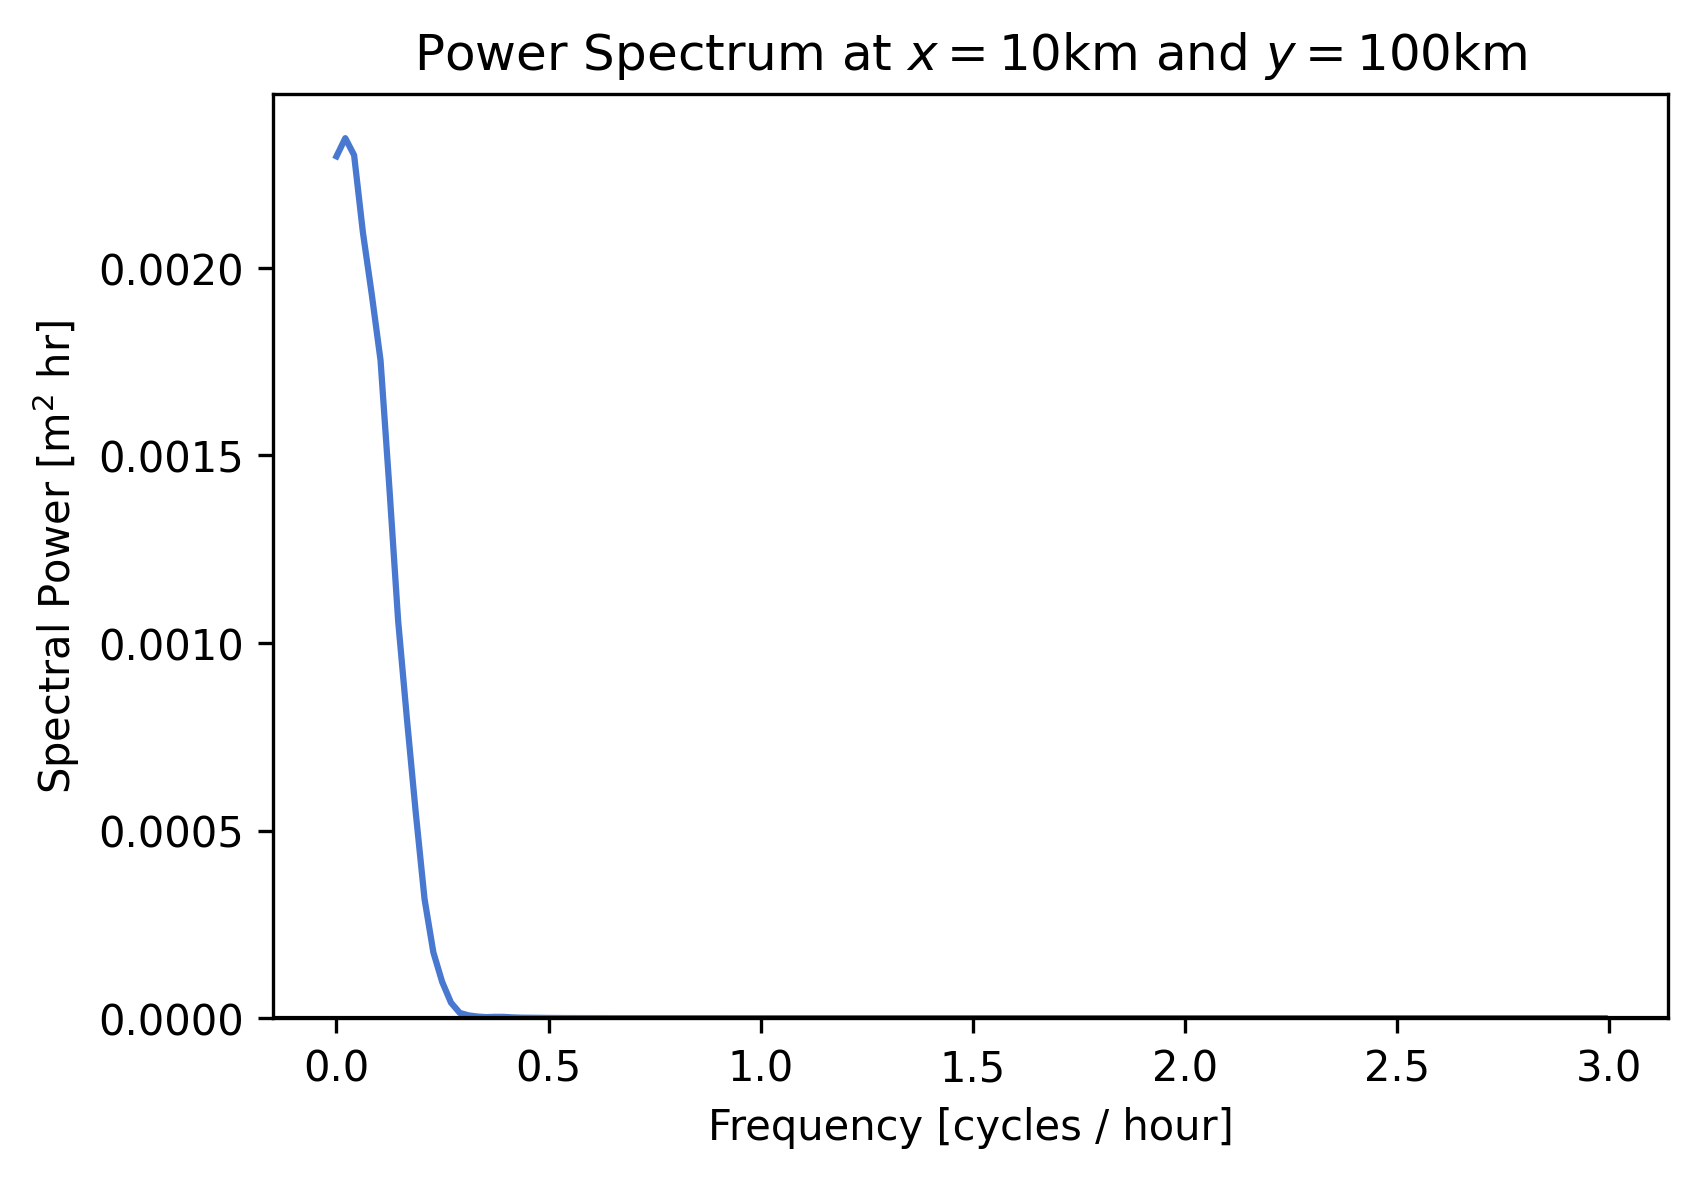 Power Spectrum at x = 10km and y = 100km
Spectral Power [m² hr]
0.0020
0.0015
0.0010
0.0005
0.0000
0.0 0.5 1.0 1.5 2.0 2.5 3.0
Frequency [cycles / hour]